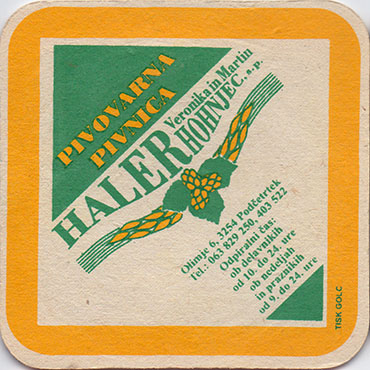 PIVOVARNA
PIVNICA
HALER
Veronika in Martin
HOHNJEC, s.p.
Olimje 6, 3254 Podčetrtek
Tel.: 063 829 250, 403 522
Odpiralni čas:
ob delavnikih
od 10. do 24. ure
ob nedeljah
in praznikih
od 9. do 24. ure
TISK GOLC